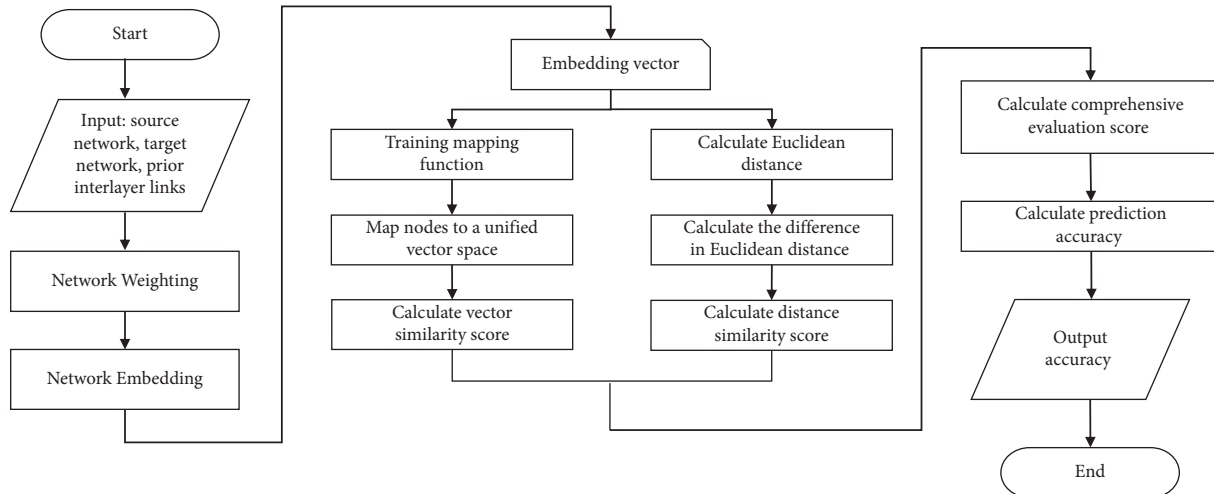 Start
Input: source
network, target
network, prior
interlayer links
Network Weighting
Network Embedding
Embedding vector
Training mapping
function
Map nodes to a unified
vector space
Calculate vector
similarity score
Calculate Euclidean
distance
Calculate the difference
in Euclidean distance
Calculate distance
similarity score
Calculate comprehensive
evaluation score
Calculate prediction
accuracy
Output
accuracy
End